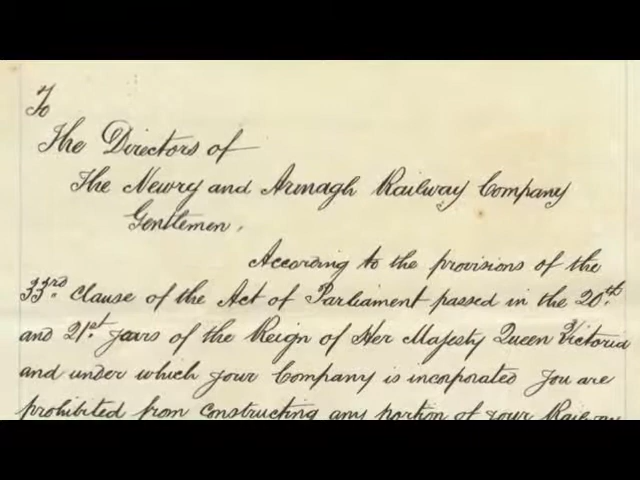 To
The Directors of
The Newry and Armagh Railway Company
Gentlemen,
According to the provisions of the
33rd. Clause of the Act of Parliament passed in the 20th.
and 21st. years of the Reign of Her Majesty Queen Victoria
and under which your Company is incorporated you are
prohibited from constructing any portion of your Railway